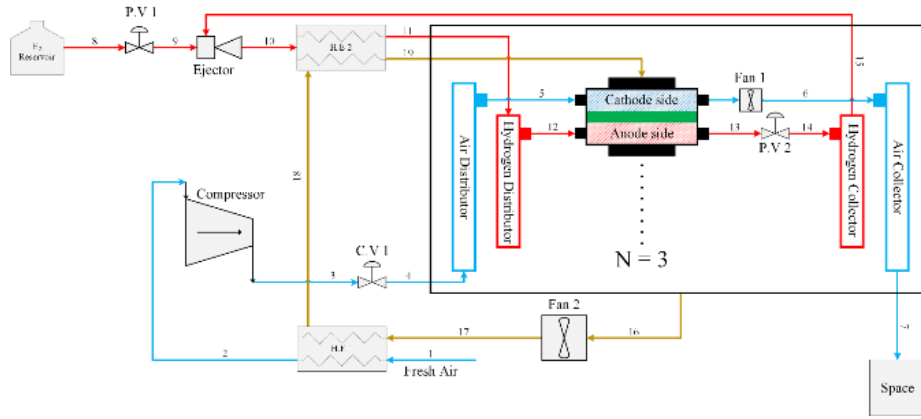 P.V 1
H₂
Reservoir
8
9
Ejector
10
H.E 2
11
19
15
Fan 1
5
Cathode side
6
12
Anode side
13
P.V 2
14
Air Distributor
Hydrogen Distributor
Hydrogen Collector
Air Collector
N = 3
18
Compressor
C.V 1
3
4
Fan 2
17
16
7
2
1
Fresh Air
Space